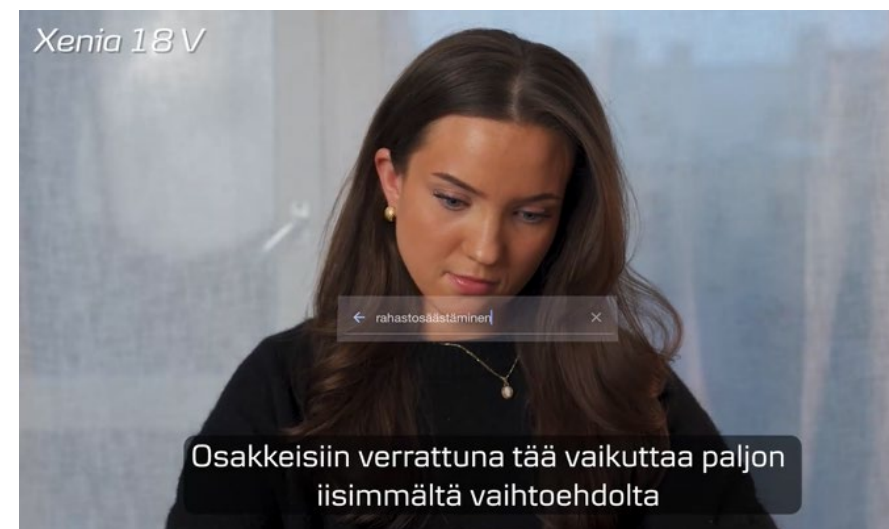 Xenia 18 V
rahastosäästäminen
Osakkeisiin verrattuna tää vaikuttaa paljon
iisimmältä vaihtoehdolta